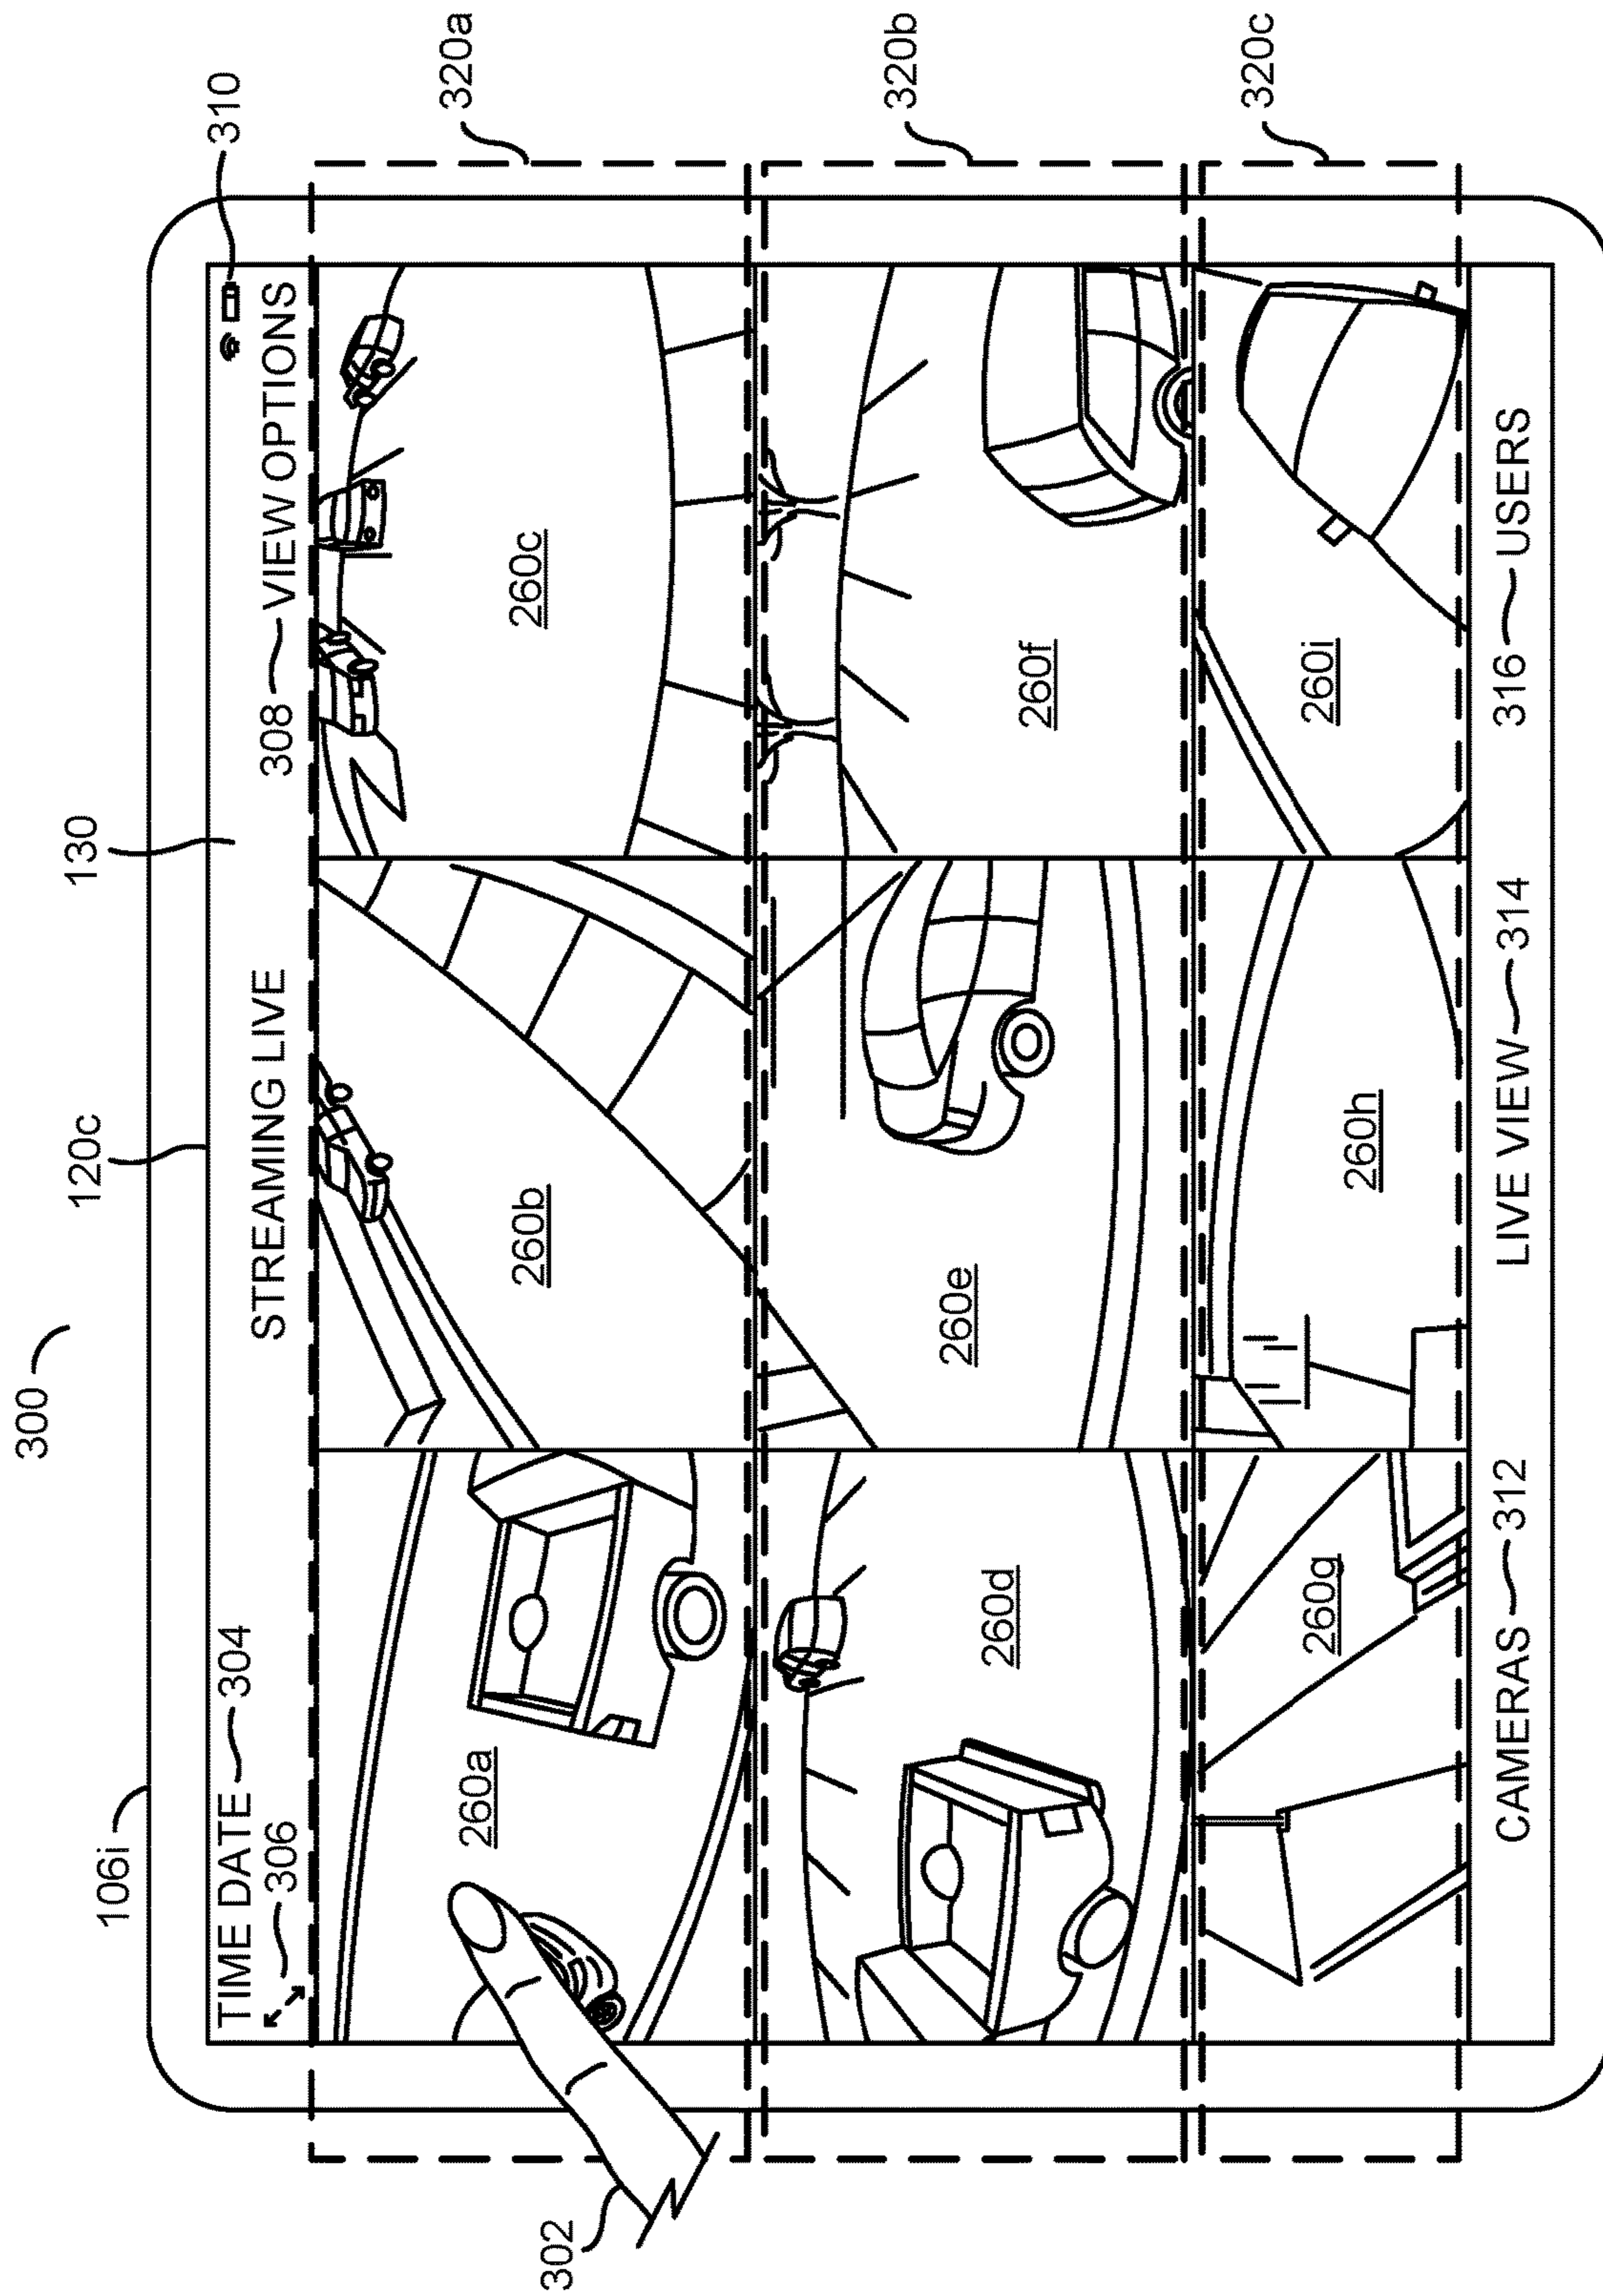 300
106i
120c
130
310
TIME DATE 304
306
STREAMING LIVE
308 VIEW OPTIONS
302
260a
260b
260c
320a
260d
260e
260f
320b
260g
260h
260i
320c
CAMERAS 312
LIVE VIEW 314
316 USERS